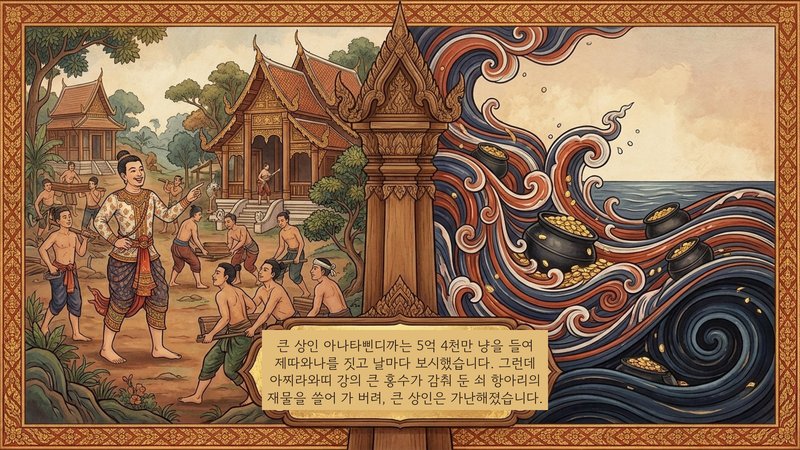 큰 상인 아나타삔디까는 5억 4천만 냥을 들여
제따와나를 짓고 날마다 보시했습니다. 그런데
아찌라와띠 강의 큰 홍수가 감춰 둔 쇠 항아리의
재물을 쓸어 가 버려, 큰 상인은 가난해졌습니다.